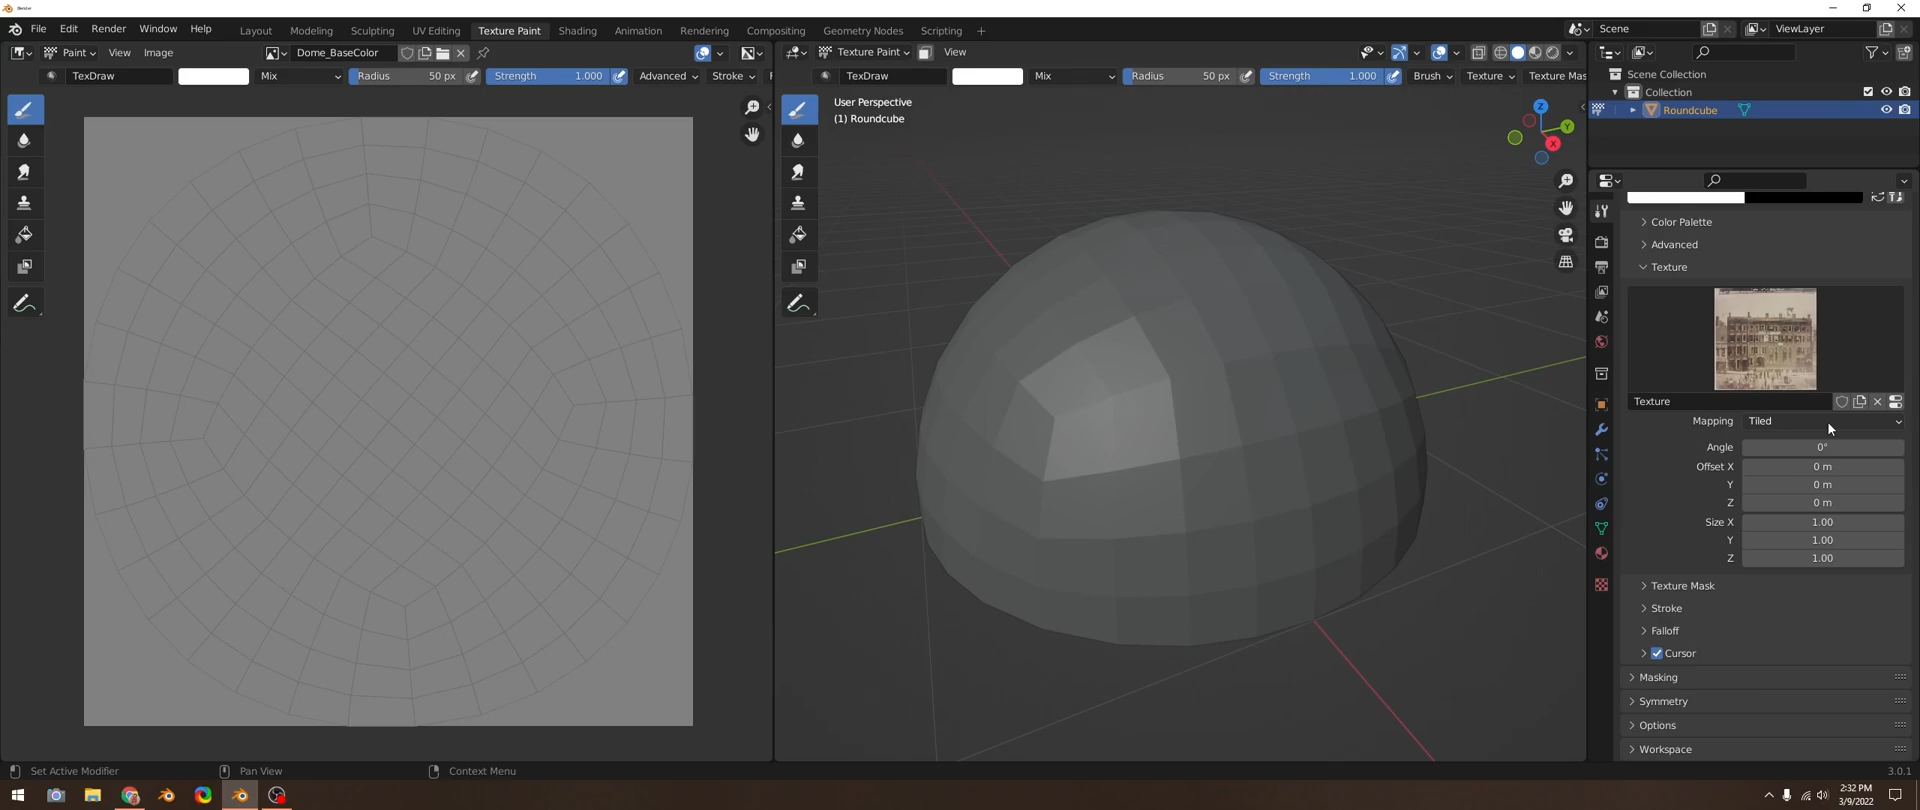 Blender
File Edit Render Window Help Layout Modeling Sculpting UV Editing Texture Paint Shading Animation Rendering Compositing Geometry Nodes Scripting + Scene ViewLayer
Paint View Image Dome_BaseColor Texture Paint View
TexDraw Mix Radius 50 px Strength 1.000 Advanced Stroke F TexDraw Mix Radius 50 px Strength 1.000 Brush Texture Texture Mas
Scene Collection
Collection
Roundcube
User Perspective
(1) Roundcube
Z
Y
X
Color Palette
Advanced
Texture
Texture
Mapping Tiled
Angle 0°
Offset X 0 m
Y 0 m
Z 0 m
Size X 1.00
Y 1.00
Z 1.00
Texture Mask
Stroke
Falloff
Cursor
Masking
Symmetry
Options
Workspace
Set Active Modifier Pan View Context Menu 3.0.1
2:32 PM
3/9/2022